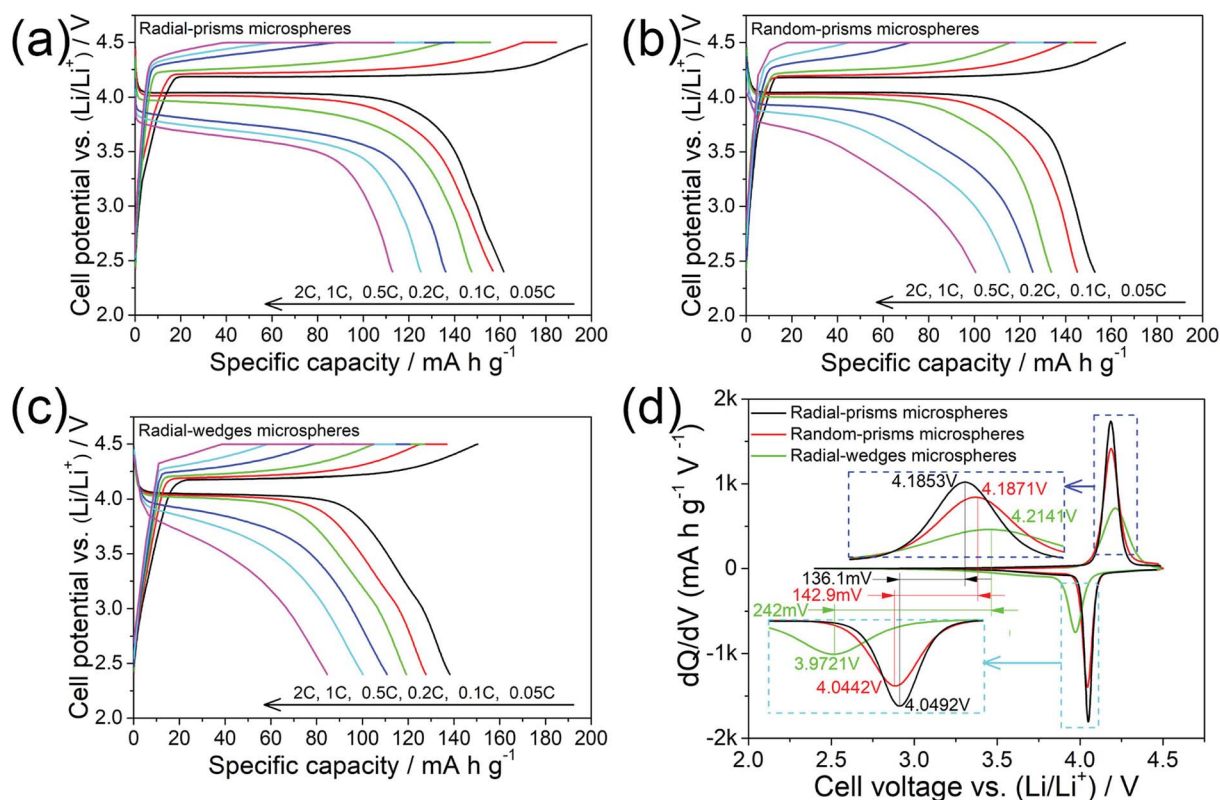 (a)
Radial-prisms microspheres
Cell potential vs. (Li/Li⁺) / V
4.5
4.0
3.5
3.0
2.5
2.0
2C, 1C, 0.5C, 0.2C, 0.1C, 0.05C
0 20 40 60 80 100 120 140 160 180 200
Specific capacity / mA h g⁻¹
(b)
Random-prisms microspheres
Cell potential vs. (Li/Li⁺) / V
4.5
4.0
3.5
3.0
2.5
2.0
2C, 1C, 0.5C, 0.2C, 0.1C, 0.05C
0 20 40 60 80 100 120 140 160 180 200
Specific capacity / mA h g⁻¹
(c)
Radial-wedges microspheres
Cell potential vs. (Li/Li⁺) / V
4.5
4.0
3.5
3.0
2.5
2.0
2C, 1C, 0.5C, 0.2C, 0.1C, 0.05C
0 20 40 60 80 100 120 140 160 180 200
Specific capacity / mA h g⁻¹
(d)
dQ/dV (mA h g⁻¹ V⁻¹)
2k
1k
0
-1k
-2k
Radial-prisms microspheres
Random-prisms microspheres
Radial-wedges microspheres
4.1853V
4.1871V
4.2141V
136.1mV
142.9mV
242mV
3.9721V
4.0442V
4.0492V
2.0 2.5 3.0 3.5 4.0 4.5
Cell voltage vs. (Li/Li⁺) / V